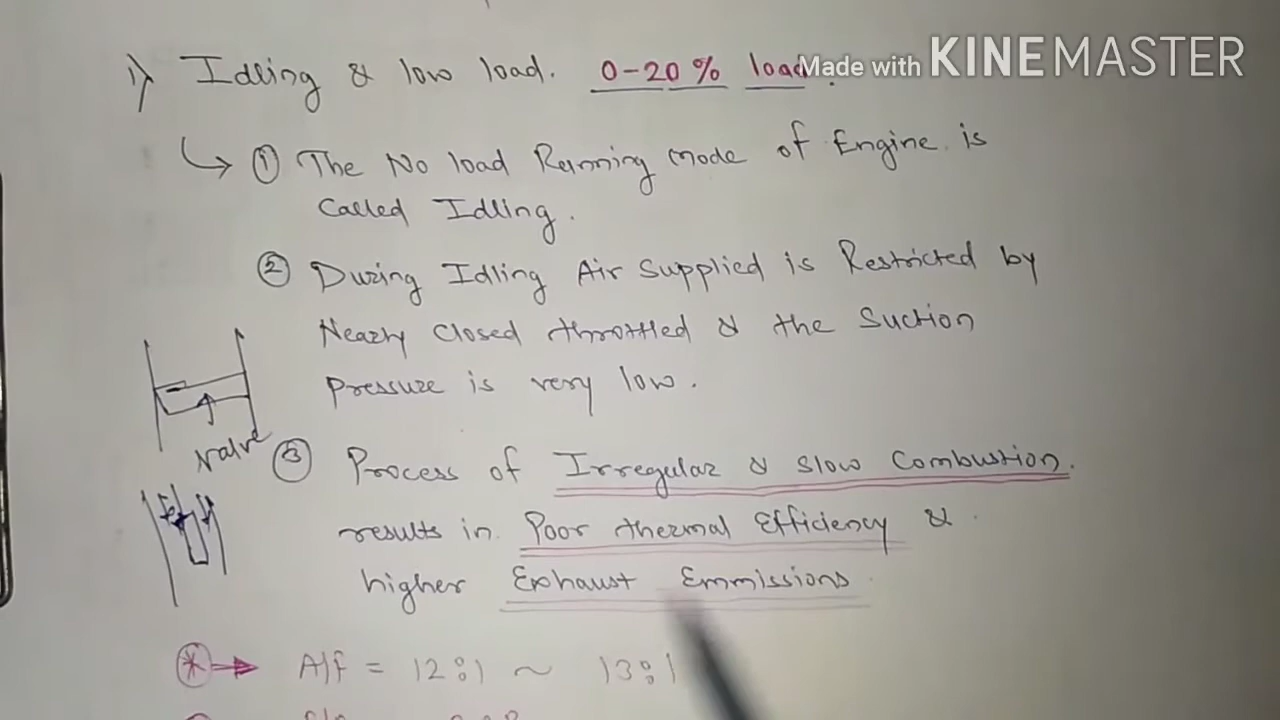 i) Idling & low load. 0-20% load.
Made with KINEMASTER
↳ ① The No load Running mode of Engine is
Called Idling.
② During Idling Air Supplied is Restricted by
Nearly Closed throttled & the Suction
Pressure is very low.
Valve
③ Process of Irregular & Slow Combustion.
results in Poor thermal Efficiency &
higher Exhaust Emmissions
* → A/F = 12:1 ~ 13:1